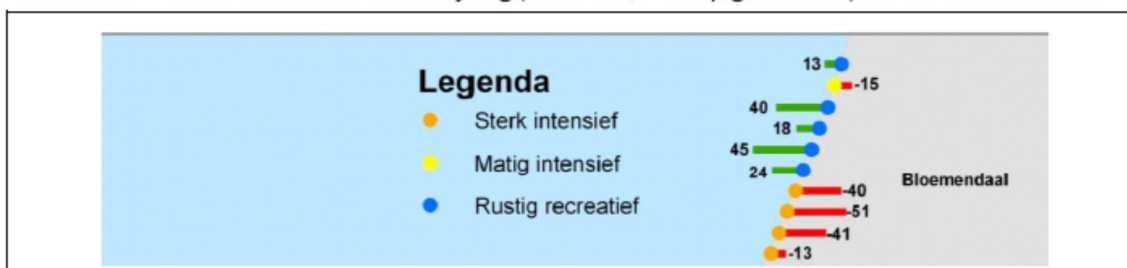 13
-15
Legenda
40
Sterk intensief
18
45
Matig intensief
24
Bloemendaal
-40
Rustig recreatief
-51
-41
-13